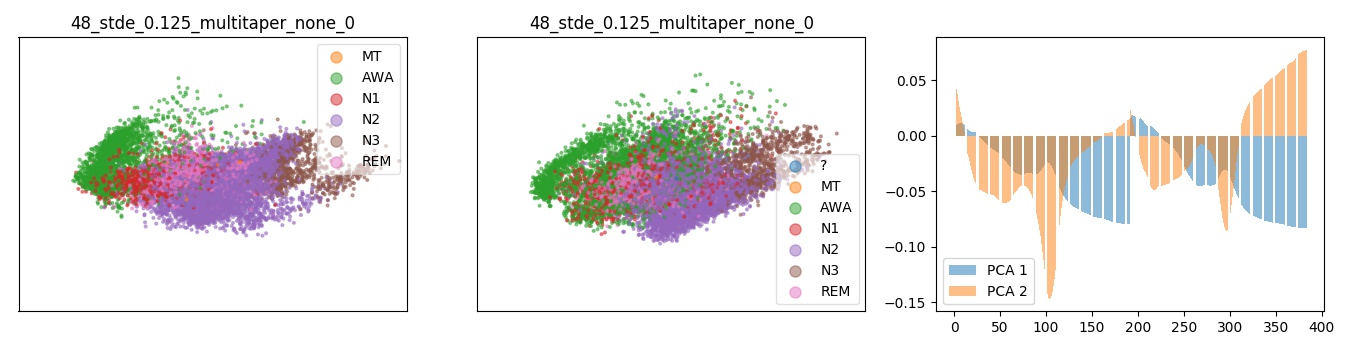 48_stde_0.125_multitaper_none_0
MT
AWA
N1
N2
N3
REM
48_stde_0.125_multitaper_none_0
?
MT
AWA
N1
N2
N3
REM
0.05
0.00
−0.05
−0.10
−0.15
PCA 1
PCA 2
0 50 100 150 200 250 300 350 400